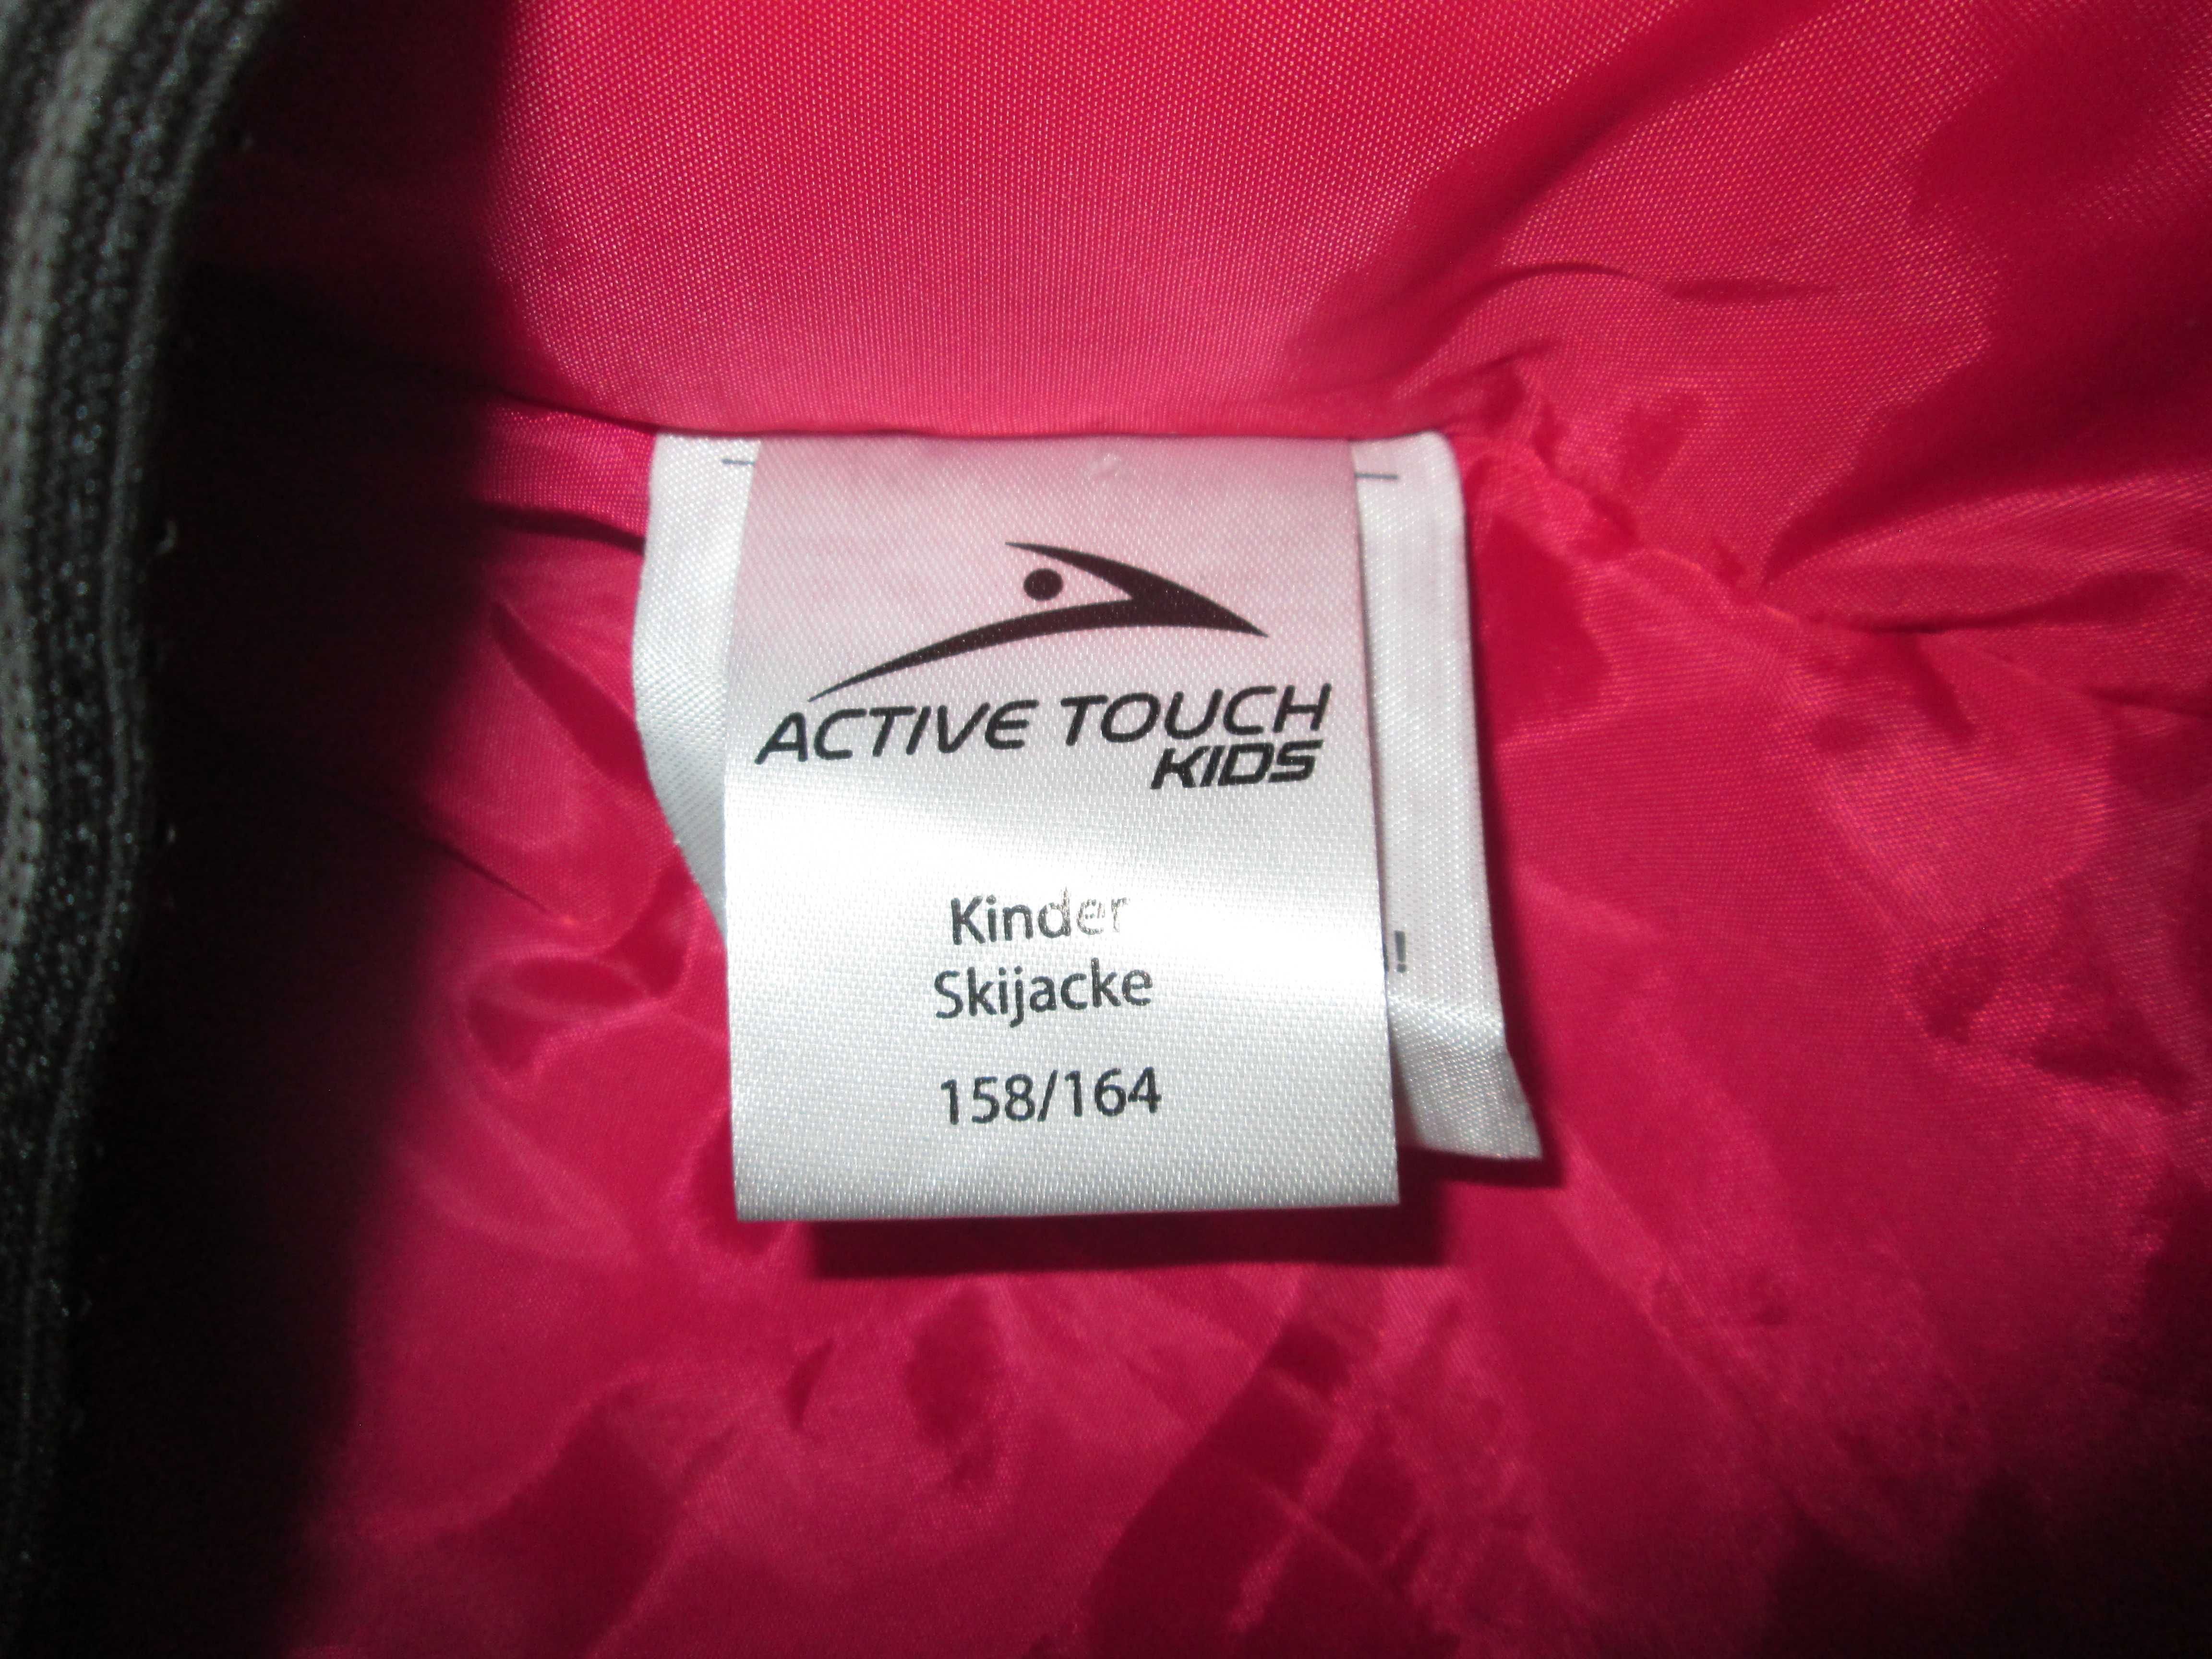 ACTIVE TOUCH
KIDS
Kinder
Skijacke
158/164
!